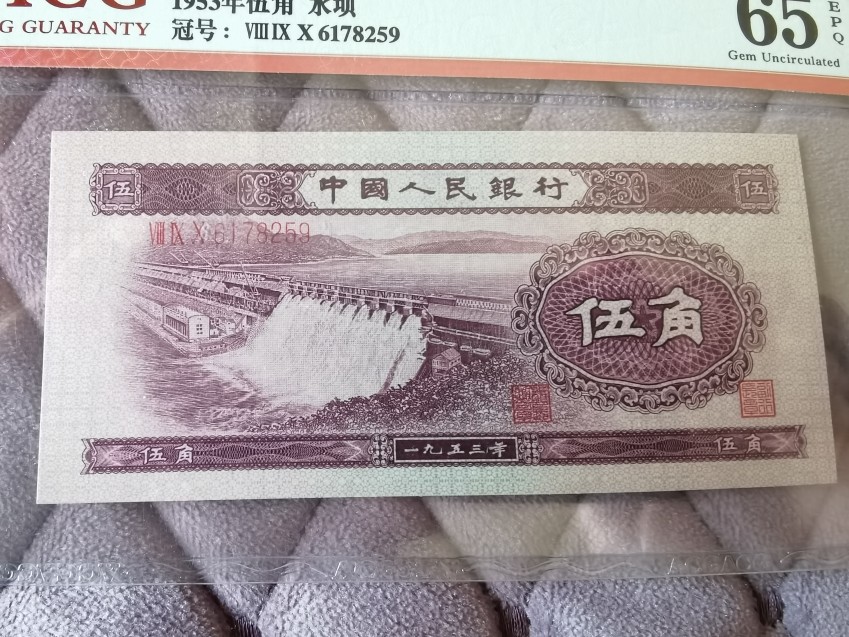 1953年伍角 水坝
冠号: Ⅷ Ⅸ Ⅹ 6178259
G GUARANTY
65
EPQ
Gem Uncirculated
伍
中國人民銀行
伍
Ⅷ Ⅸ Ⅹ 6178259
伍角
伍角
一九五三年
伍角